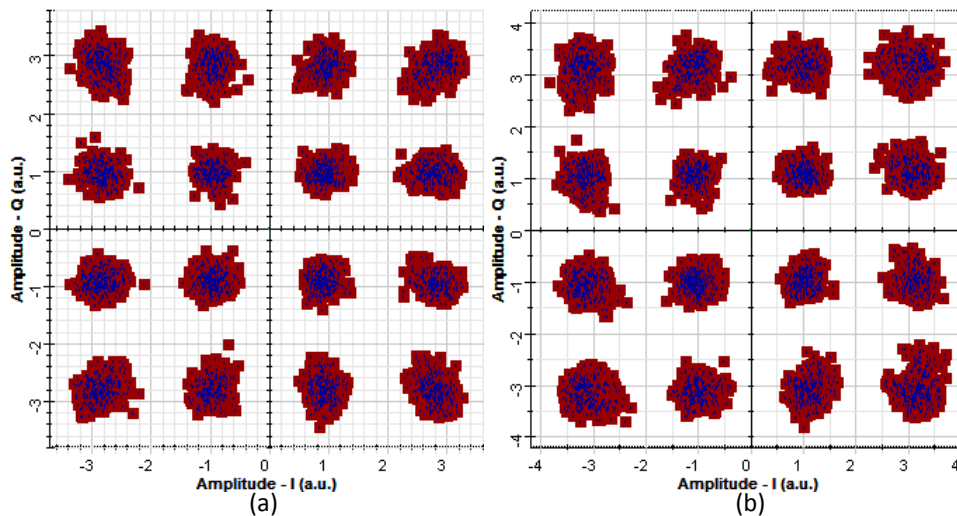 3
2
1
0
-1
-2
-3
Amplitude - Q (a.u.)
-3 -2 -1 0 1 2 3
Amplitude - I (a.u.)
(a)
4
3
2
1
0
-1
-2
-3
-4
Amplitude - Q (a.u.)
-4 -3 -2 -1 0 1 2 3 4
Amplitude - I (a.u.)
(b)